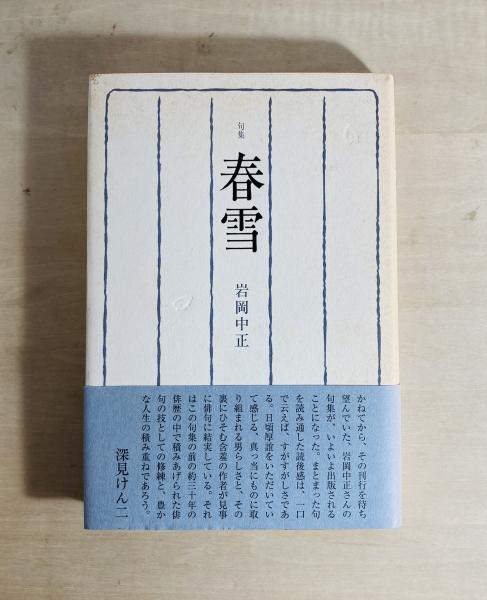 句集
春雪
岩岡中正
かねてから、その刊行を待ち
望んでいた、岩岡中正さんの
句集が、いよいよ出版される
ことになった。まとまった句
を読み通した読後感は、一口
で云えば、すがすがしさであ
る。日頃厚誼をいただいてい
て感じる、真っ当にものに取
り組まれる男らしさと、その
裏にひそむ含羞の作者が見事
に俳句に結実している。それ
はこの句集の前の約三十年の
俳歴の中で積みあげられた俳
句の技としての修練と、豊か
な人生の積み重ねであろう。
深見けん二